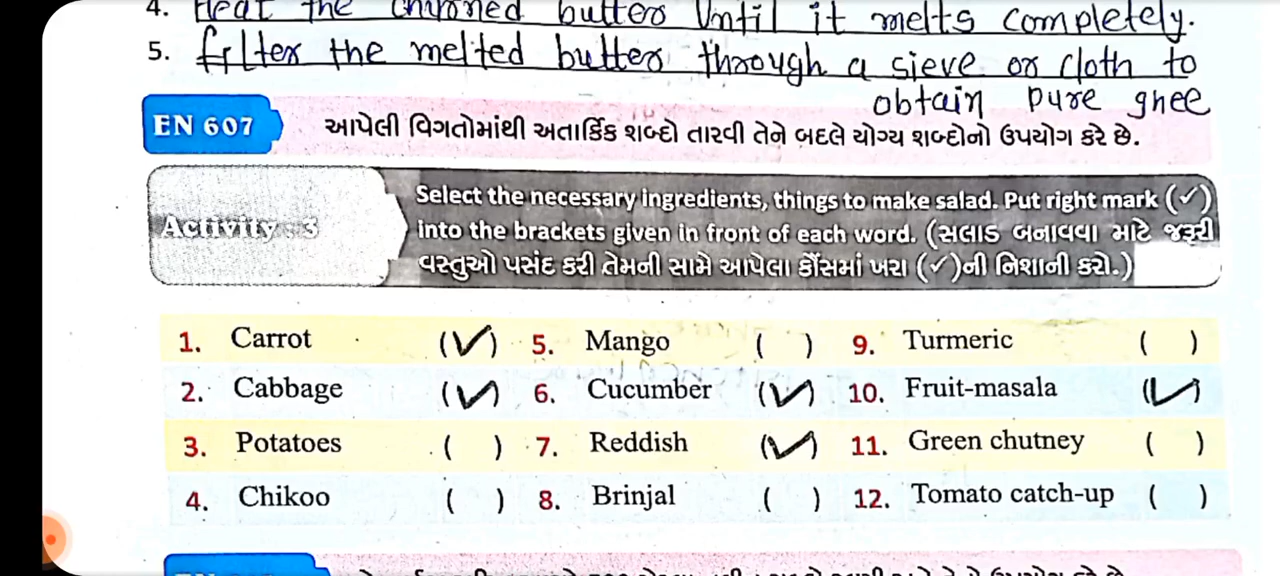 4. Heat the churned butter Until it melts completely.
5. filter the melted butter through a sieve or cloth to
obtain pure ghee
EN 607 આપેલી વિગતોમાંથી અતાર્કિક શબ્દો તારવી તેને બદલે યોગ્ય શબ્દોનો ઉપયોગ કરે છે.
Activity - 3
Select the necessary ingredients, things to make salad. Put right mark (✓)
into the brackets given in front of each word. (સલાડ બનાવવા માટે જરૂરી
વસ્તુઓ પસંદ કરી તેમની સામે આપેલા કૌંસમાં ખરા (✓)ની નિશાની કરો.)
1. Carrot (✓) 5. Mango ( ) 9. Turmeric ( )
2. Cabbage (✓) 6. Cucumber (✓) 10. Fruit-masala (✓)
3. Potatoes ( ) 7. Reddish (✓) 11. Green chutney ( )
4. Chikoo ( ) 8. Brinjal ( ) 12. Tomato catch-up ( )